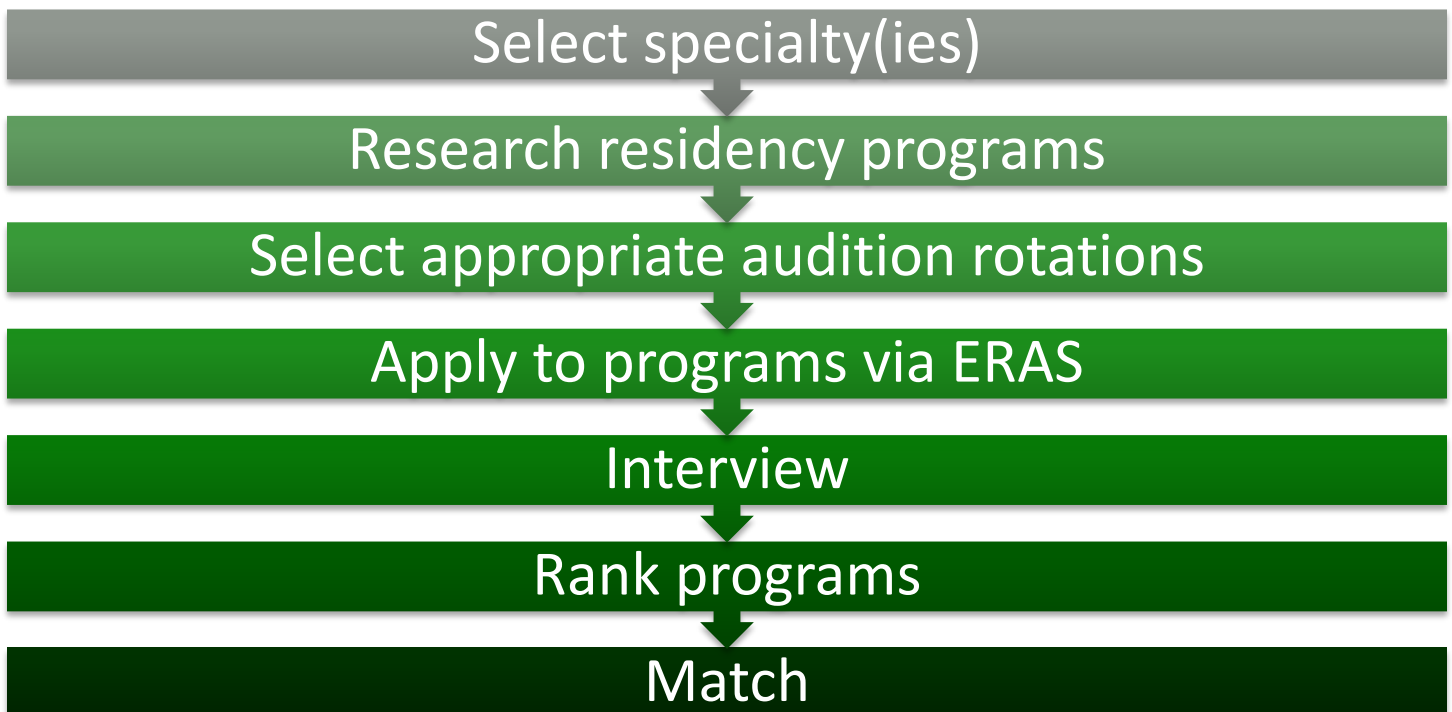 Select specialty(ies)
Research residency programs
Select appropriate audition rotations
Apply to programs via ERAS
Interview
Rank programs
Match